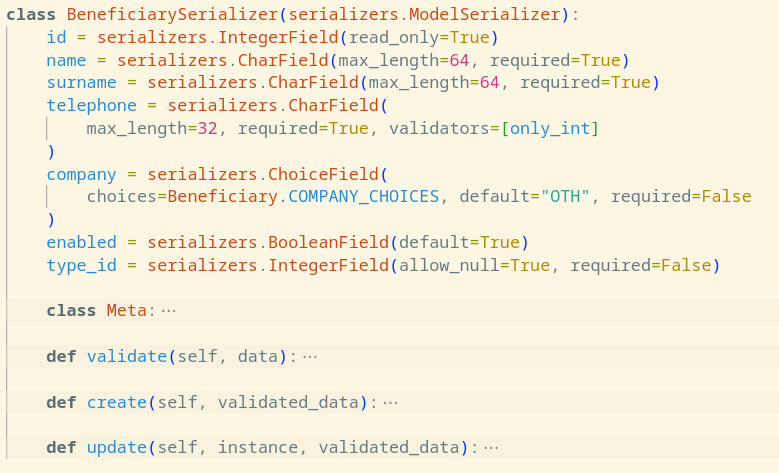 class BeneficiarySerializer(serializers.ModelSerializer):
    id = serializers.IntegerField(read_only=True)
    name = serializers.CharField(max_length=64, required=True)
    surname = serializers.CharField(max_length=64, required=True)
    telephone = serializers.CharField(
        max_length=32, required=True, validators=[only_int]
    )
    company = serializers.ChoiceField(
        choices=Beneficiary.COMPANY_CHOICES, default="OTH", required=False
    )
    enabled = serializers.BooleanField(default=True)
    type_id = serializers.IntegerField(allow_null=True, required=False)
    class Meta: ···
    def validate(self, data): ···
    def create(self, validated_data): ···
    def update(self, instance, validated_data): ···